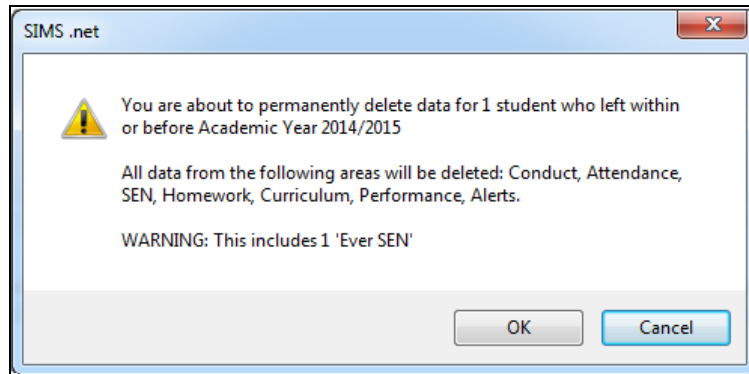 SIMS .net
You are about to permanently delete data for 1 student who left within
or before Academic Year 2014/2015
All data from the following areas will be deleted: Conduct, Attendance,
SEN, Homework, Curriculum, Performance, Alerts.
WARNING: This includes 1 'Ever SEN'
OK
Cancel